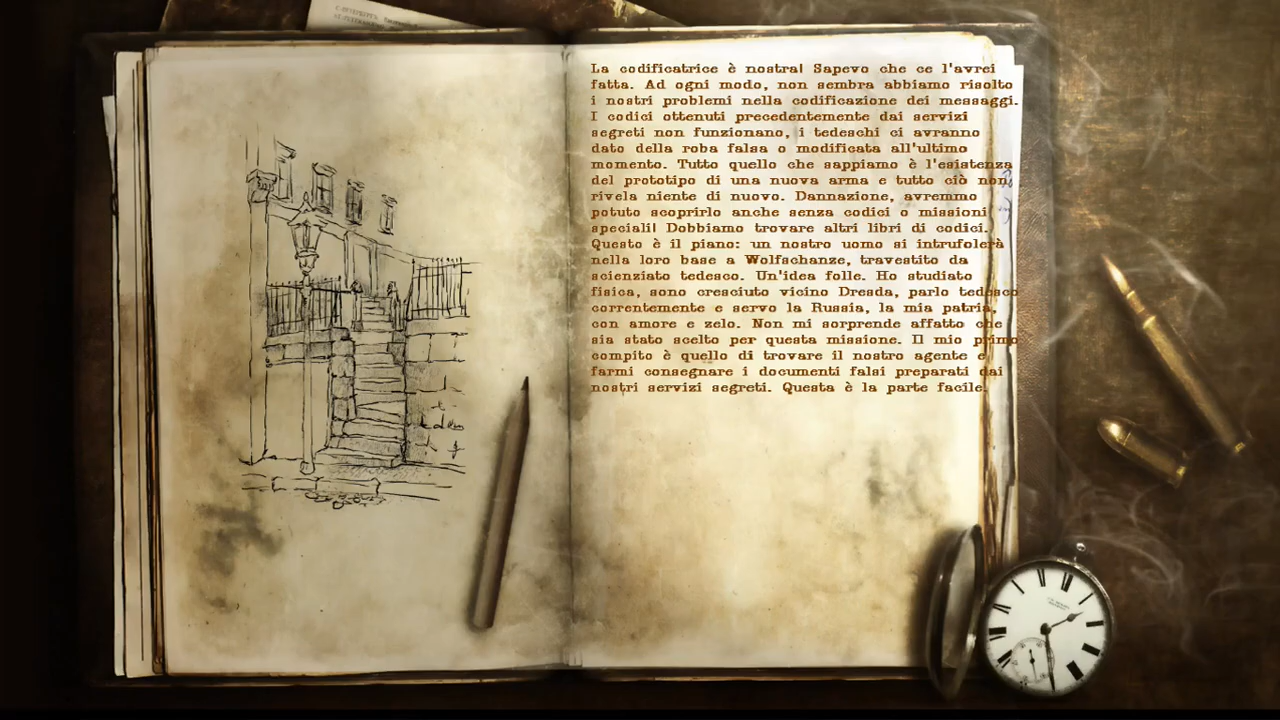 La codificatrice è nostra! Sapevo che ce l'avrei
fatta. Ad ogni modo, non sembra abbiamo risolto
i nostri problemi nella codificazione dei messaggi.
I codici ottenuti precedentemente dai servizi
segreti non funzionano, i tedeschi ci avranno
dato della roba falsa o modificata all'ultimo
momento. Tutto quello che sappiamo è l'esistenza
del prototipo di una nuova arma e tutto ciò non
rivela niente di nuovo. Dannazione, avremmo
potuto scoprirlo anche senza codici o missioni
speciali! Dobbiamo trovare altri libri di codici.
Questo è il piano: un nostro uomo si intrufolerà
nella loro base a Wolfschanze, travestito da
scienziato tedesco. Un'idea folle. Ho studiato
fisica, sono cresciuto vicino Dresda, parlo tedesco
correntemente e servo la Russia, la mia patria,
con amore e zelo. Non mi sorprende affatto che
sia stato scelto per questa missione. Il mio primo
compito è quello di trovare il nostro agente e
farmi consegnare i documenti falsi preparati dai
nostri servizi segreti. Questa è la parte facile.